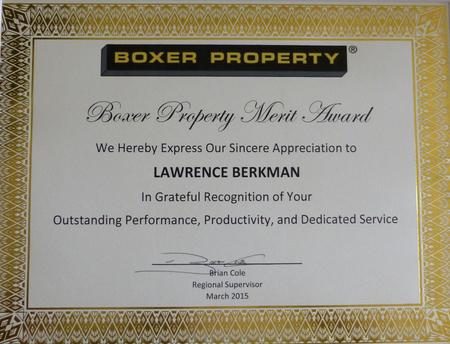 BOXER PROPERTY®
Boxer Property Merit Award
We Hereby Express Our Sincere Appreciation to
LAWRENCE BERKMAN
In Grateful Recognition of Your
Outstanding Performance, Productivity, and Dedicated Service
Brian Cole
Regional Supervisor
March 2015